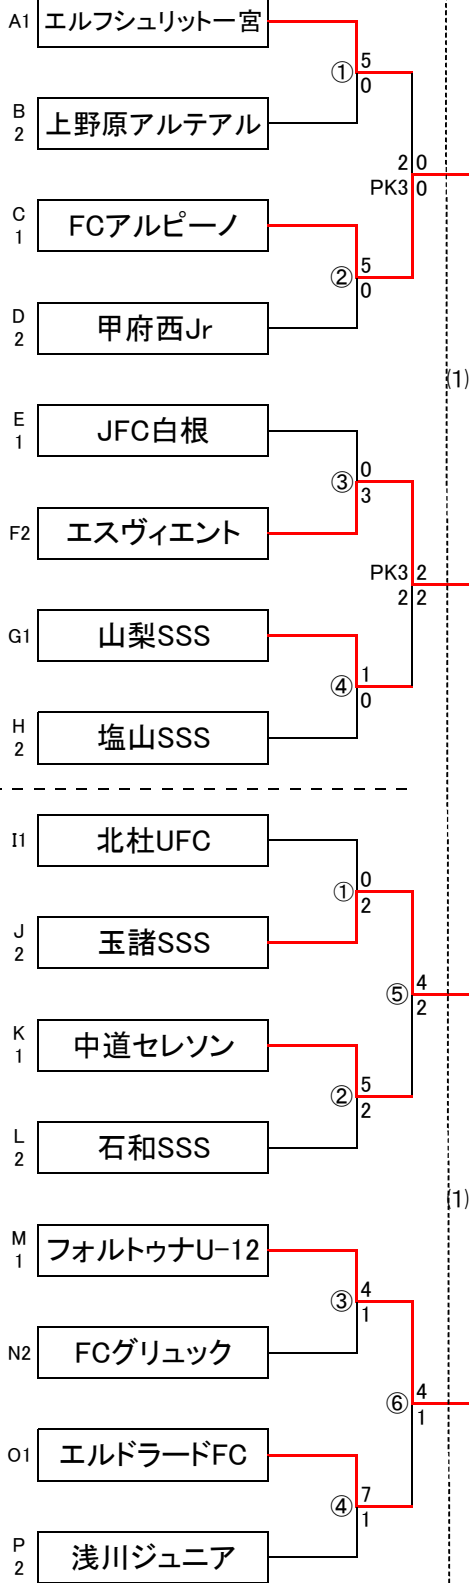 A1 エルフシュリット一宮
① 5
0
B
2 上野原アルテアル
2 0
PK3 0
C
1 FCアルピーノ
② 5
0
D
2 甲府西Jr
(1)
E
1 JFC白根
③ 0
3
F2 エスヴィエント
PK3 2
2 2
G1 山梨SSS
④ 1
0
H
2 塩山SSS
I1 北杜UFC
① 0
2
J
2 玉諸SSS
⑤ 4
2
K
1 中道セレソン
② 5
2
L
2 石和SSS
(1)
M
1 フォルトゥナU-12
③ 4
1
N2 FCグリュック
⑥ 4
1
O1 エルドラードFC
④ 7
1
P
2 浅川ジュニア